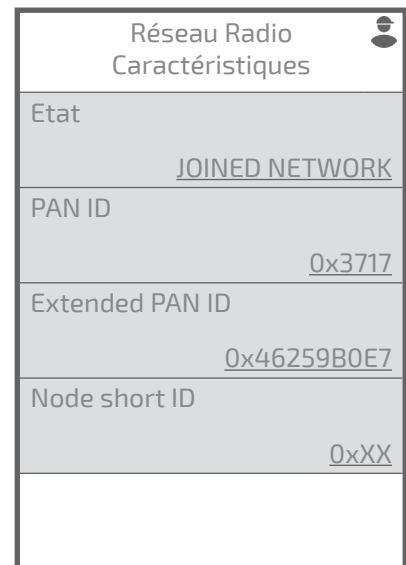 Réseau Radio
Caractéristiques
Etat
JOINED NETWORK
PAN ID
0x3717
Extended PAN ID
0x46259B0E7
Node short ID
0xXX